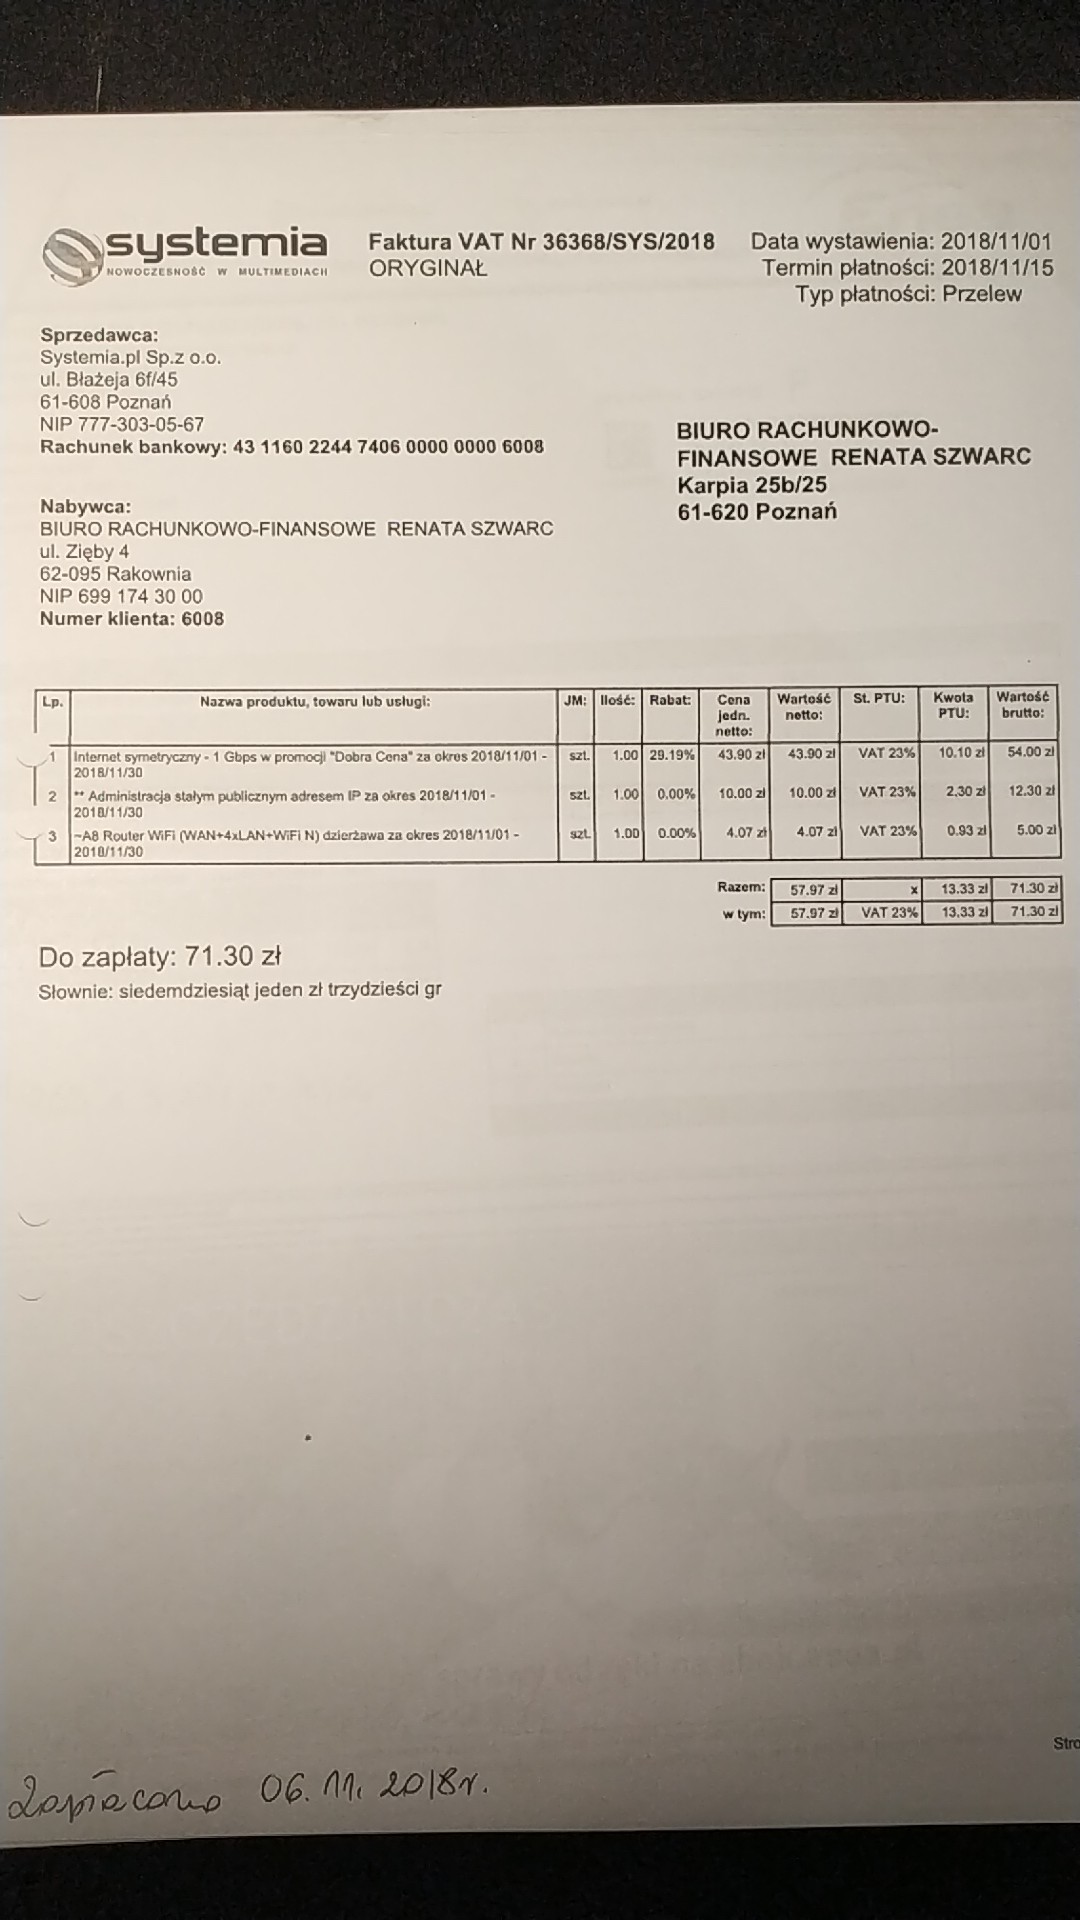 systemia
NOWOCZESNOŚĆ W MULTIMEDIACH
Faktura VAT Nr 36368/SYS/2018
ORYGINAŁ
Data wystawienia: 2018/11/01
Termin płatności: 2018/11/15
Typ płatności: Przelew
Sprzedawca:
Systemia.pl Sp.z o.o.
ul. Błażeja 6f/45
61-608 Poznań
NIP 777-303-05-67
Rachunek bankowy: 43 1160 2244 7406 0000 0000 6008
BIURO RACHUNKOWO-
FINANSOWE RENATA SZWARC
Karpia 25b/25
61-620 Poznań
Nabywca:
BIURO RACHUNKOWO-FINANSOWE RENATA SZWARC
ul. Zięby 4
62-095 Rakownia
NIP 699 174 30 00
Numer klienta: 6008
Lp. Nazwa produktu, towaru lub usługi: JM: Ilość: Rabat: Cena jedn. netto: Wartość netto: St. PTU: Kwota PTU: Wartość brutto:
1 Internet symetryczny - 1 Gbps w promocji "Dobra Cena" za okres 2018/11/01 - szt. 1.00 29.19% 43.90 zł 43.90 zł VAT 23% 10.10 zł 54.00 zł
2018/11/30
2 ** Administracja stałym publicznym adresem IP za okres 2018/11/01 - szt. 1.00 0.00% 10.00 zł 10.00 zł VAT 23% 2.30 zł 12.30 zł
2018/11/30
3 ~A8 Router WiFi (WAN+4xLAN+WiFi N) dzierżawa za okres 2018/11/01 - szt. 1.00 0.00% 4.07 zł 4.07 zł VAT 23% 0.93 zł 5.00 zł
2018/11/30
Razem: 57.97 zł x 13.33 zł 71.30 zł
w tym: 57.97 zł VAT 23% 13.33 zł 71.30 zł
Do zapłaty: 71.30 zł
Słownie: siedemdziesiąt jeden zł trzydzieści gr
Stro
Zapłacono 06.11.2018r.